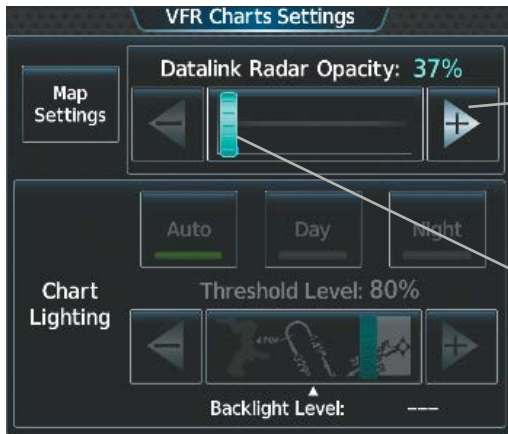 VFR Charts Settings
Datalink Radar Opacity: 37%
Map
Settings
Auto
Day
Night
Chart
Lighting
Threshold Level: 80%
Backlight Level: ---